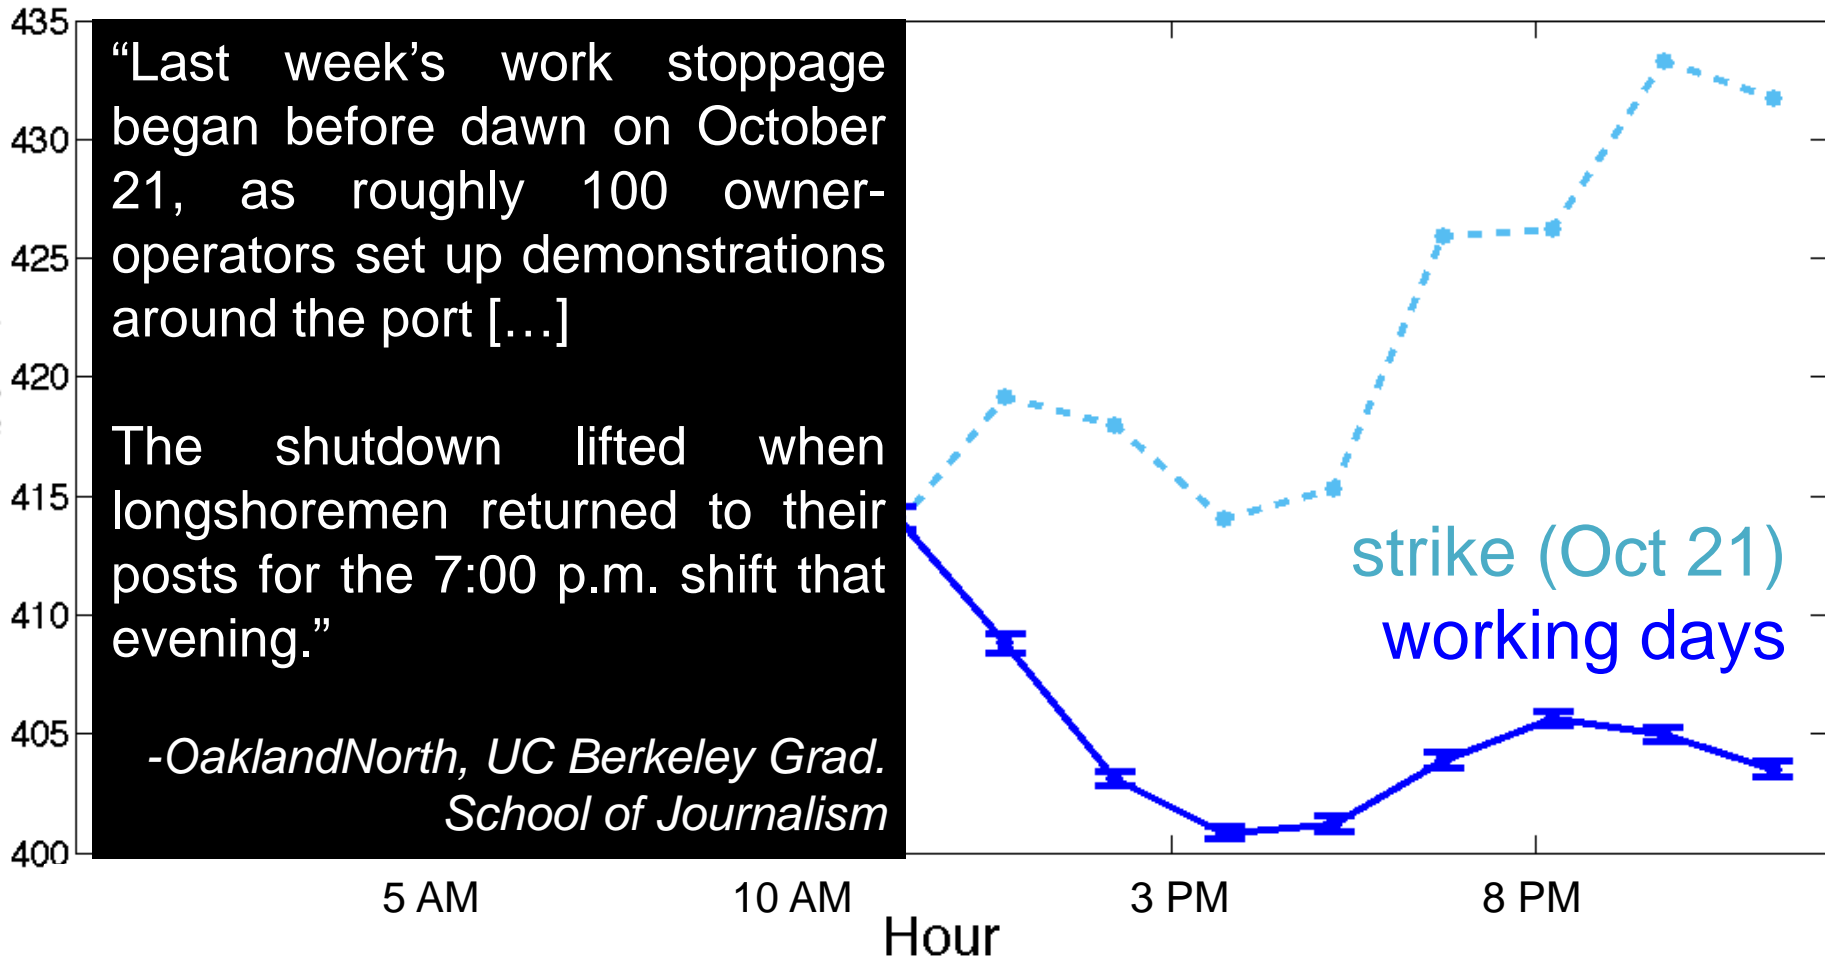 435
430
425
420
415
410
405
400
“Last week’s work stoppage
began before dawn on October
21, as roughly 100 owner-
operators set up demonstrations
around the port […]
The shutdown lifted when
longshoremen returned to their
posts for the 7:00 p.m. shift that
evening.”
-OaklandNorth, UC Berkeley Grad.
School of Journalism
strike (Oct 21)
working days
5 AM 10 AM 3 PM 8 PM
Hour